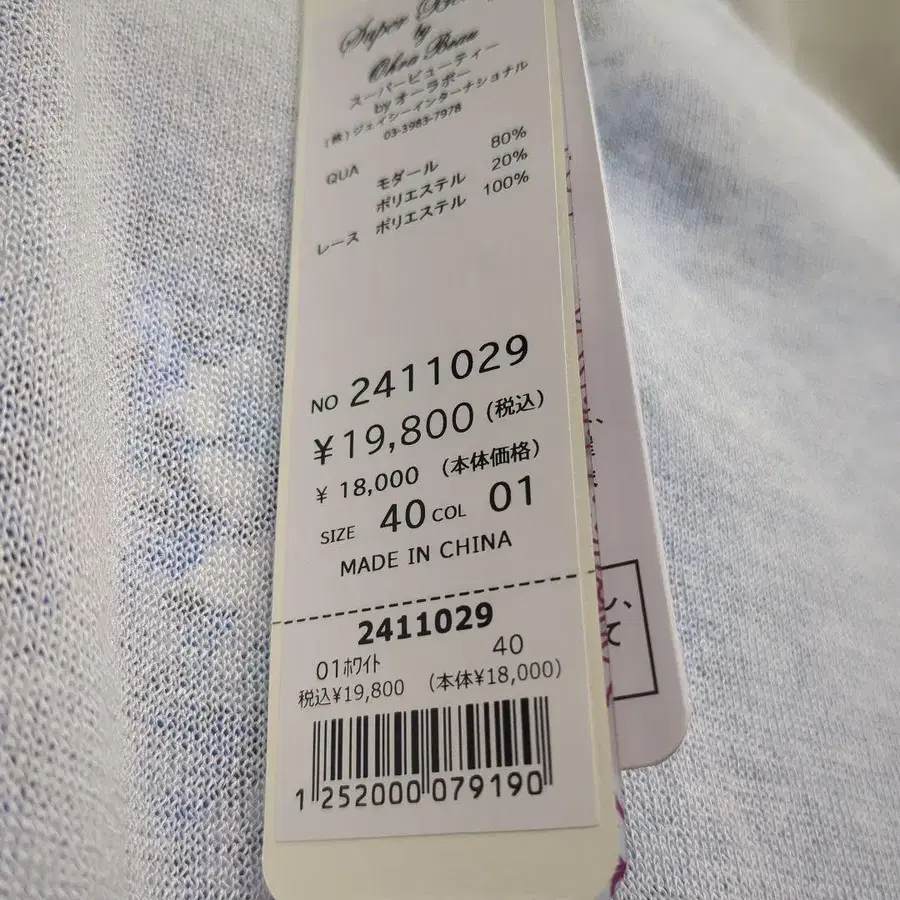 Super
by
Ohra Beau
スーパービューティー
by オーラボー
(株)ジェイシーインターナショナル
03-3983-7978
QUA モダール 80%
ポリエステル 20%
レース ポリエステル 100%
NO 2411029
¥19,800 (税込)
¥ 18,000 (本体価格)
SIZE 40 COL 01
MADE IN CHINA
2411029
01ホワイト 40
税込¥19,800 (本体¥18,000)
1 252000 079190
い、
て